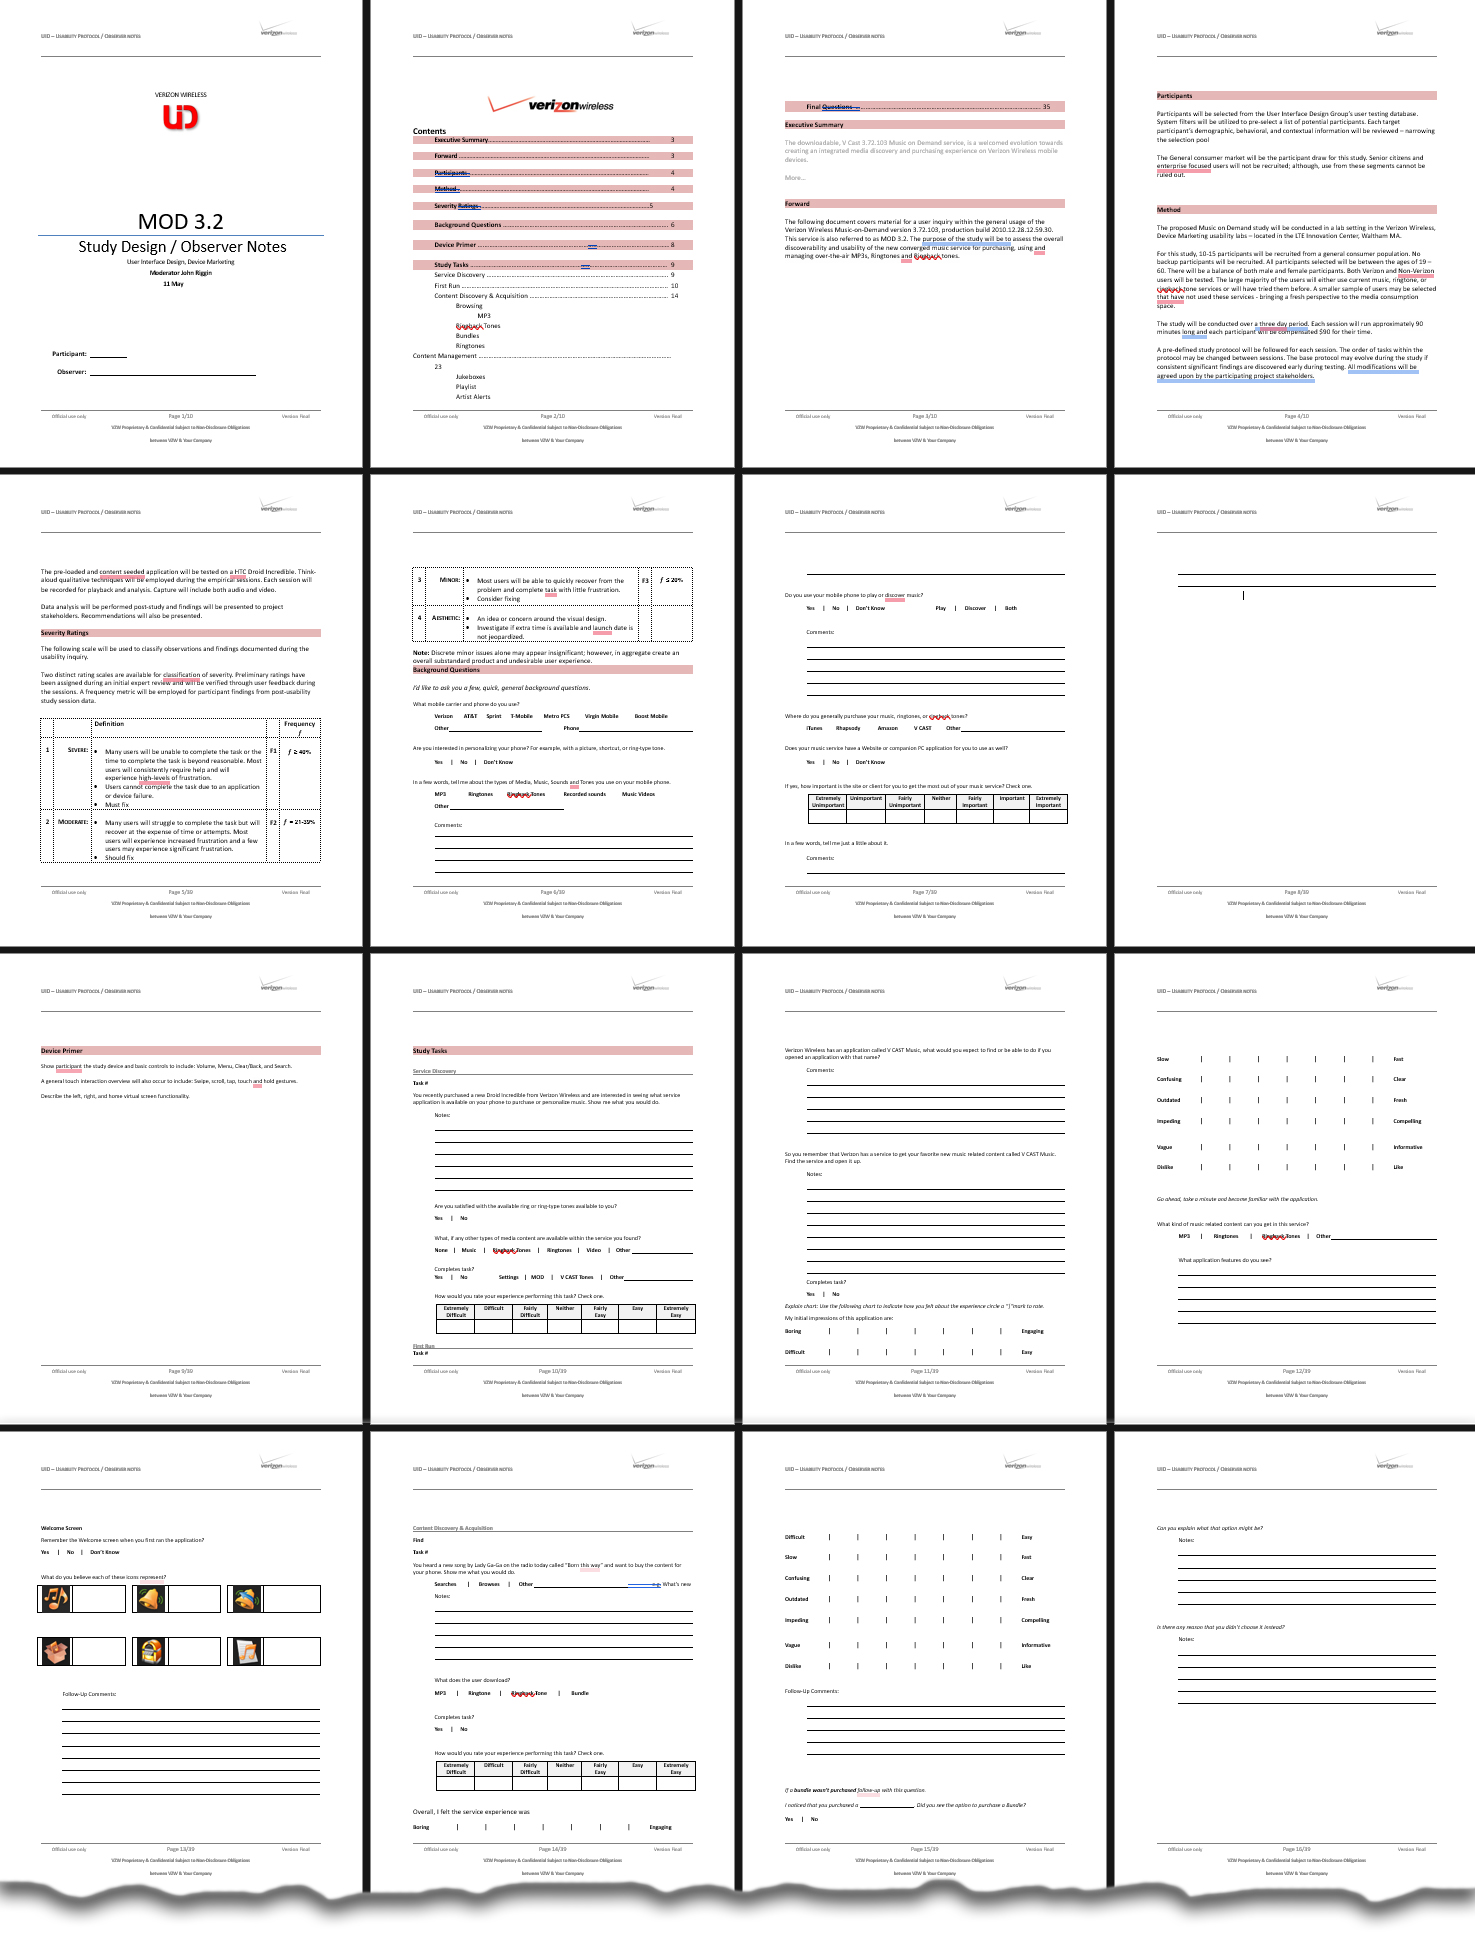 UID – USABILITY PROTOCOL / OBSERVER NOTES
verizon
VERIZON WIRELESS
UiD
MOD 3.2
Study Design / Observer Notes
User Interface Design, Device Marketing
Moderator John Riggin
11 May
Participant:
Observer:
Official use only Page 1/10 Version Final
VZW Proprietary & Confidential Subject to Non-Disclosure Obligations
between VZW & Your Company
UID – USABILITY PROTOCOL / OBSERVER NOTES
verizon
verizonwireless
Contents
Executive Summary 3
Forward 3
Participants 4
Method 4
Severity Ratings 5
Background Questions 6
Device Primer 8
Study Tasks 9
Service Discovery 9
First Run 10
Content Discovery & Acquisition 14
Browsing
MP3
Ringback Tones
Bundles
Ringtones
Content Management
23
Jukeboxes
Playlist
Artist Alerts
Official use only Page 2/10 Version Final
VZW Proprietary & Confidential Subject to Non-Disclosure Obligations
between VZW & Your Company
UID – USABILITY PROTOCOL / OBSERVER NOTES
verizon
Final Questions 35
Executive Summary
The downloadable, V Cast 3.72.103 Music on Demand service, is a welcomed evolution towards
creating an integrated media discovery and purchasing experience on Verizon Wireless mobile
devices.
More...
Forward
The following document covers material for a user inquiry within the general usage of the
Verizon Wireless Music-on-Demand version 3.72.103, production build 2010.12.28.12.59.30.
This service is also referred to as MOD 3.2. The purpose of the study will be to assess the overall
discoverability and usability of the new converged music service for purchasing, using and
managing over-the-air MP3s, Ringtones and Ringback tones.
Official use only Page 3/10 Version Final
VZW Proprietary & Confidential Subject to Non-Disclosure Obligations
between VZW & Your Company
UID – USABILITY PROTOCOL / OBSERVER NOTES
verizon
Participants
Participants will be selected from the User Interface Design Group's user testing database.
System filters will be utilized to pre-select a list of potential participants. Each target
participant's demographic, behavioral, and contextual information will be reviewed – narrowing
the selection pool
The General consumer market will be the participant draw for this study. Senior citizens and
enterprise focused users will not be recruited; although, use from these segments cannot be
ruled out.
Method
The proposed Music on Demand study will be conducted in a lab setting in the Verizon Wireless,
Device Marketing usability labs – located in the LTE Innovation Center, Waltham MA.
For this study, 10-15 participants will be recruited from a general consumer population. No
backup participants will be recruited. All participants selected will be between the ages of 19 –
60. There will be a balance of both male and female participants. Both Verizon and Non-Verizon
users will be tested. The large majority of the users will either use current music, ringtone, or
ringback tone services or will have tried them before. A smaller sample of users may be selected
that have not used these services - bringing a fresh perspective to the media consumption
space.
The study will be conducted over a three day period. Each session will run approximately 90
minutes long and each participant will be compensated $90 for their time.
A pre-defined study protocol will be followed for each session. The order of tasks within the
protocol may be changed between sessions. The base protocol may evolve during the study if
consistent significant findings are discovered early during testing. All modifications will be
agreed upon by the participating project stakeholders.
Official use only Page 4/10 Version Final
VZW Proprietary & Confidential Subject to Non-Disclosure Obligations
between VZW & Your Company
UID – USABILITY PROTOCOL / OBSERVER NOTES
verizon
The pre-loaded and content seeded application will be tested on a HTC Droid Incredible. Think-
aloud qualitative techniques will be employed during the empirical sessions. Each session will
be recorded for playback and analysis. Capture will include both audio and video.
Data analysis will be performed post-study and findings will be presented to project
stakeholders. Recommendations will also be presented.
Severity Ratings
The following scale will be used to classify observations and findings documented during the
usability inquiry.
Two distinct rating scales are available for classification of severity. Preliminary ratings have
been assigned during an initial expert review and will be verified through user feedback during
the sessions. A frequency metric will be employed for participant findings from post-usability
study session data.
Definition Frequency
f
1 SEVERE: • Many users will be unable to complete the task or the F1 f ≥ 40%
time to complete the task is beyond reasonable. Most
users will consistently require help and will
experience high-levels of frustration.
• Users cannot complete the task due to an application
or device failure.
• Must fix
2 MODERATE: • Many users will struggle to complete the task but will F2 f = 21-39%
recover at the expense of time or attempts. Most
users will experience increased frustration and a few
users may experience significant frustration.
• Should fix
Official use only Page 5/39 Version Final
VZW Proprietary & Confidential Subject to Non-Disclosure Obligations
between VZW & Your Company
UID – USABILITY PROTOCOL / OBSERVER NOTES
verizon
3 MINOR: • Most users will be able to quickly recover from the F3 f ≤ 20%
problem and complete task with little frustration.
• Consider fixing
4 AESTHETIC: • An idea or concern around the visual design.
• Investigate if extra time is available and launch date is
not jeopardized.
Note: Discrete minor issues alone may appear insignificant; however, in aggregate create an
overall substandard product and undesirable user experience.
Background Questions
I'd like to ask you a few, quick, general background questions.
What mobile carrier and phone do you use?
Verizon AT&T Sprint T-Mobile Metro PCS Virgin Mobile Boost Mobile
Other Phone
Are you interested in personalizing your phone? For example, with a picture, shortcut, or ring-type tone.
Yes | No | Don't Know
In a few words, tell me about the types of Media, Music, Sounds and Tones you use on your mobile phone.
MP3 Ringtones Ringback Tones Recorded sounds Music Videos
Other
Comments:
Official use only Page 6/39 Version Final
VZW Proprietary & Confidential Subject to Non-Disclosure Obligations
between VZW & Your Company
UID – USABILITY PROTOCOL / OBSERVER NOTES
verizon
Do you use your mobile phone to play or discover music?
Yes | No | Don't Know Play | Discover | Both
Comments:
Where do you generally purchase your music, ringtones, or ringback tones?
iTunes Rhapsody Amazon V CAST Other
Does your music service have a Website or companion PC application for you to use as well?
Yes | No | Don't Know
If yes, how important is the site or client for you to get the most out of your music service? Check one.
Extremely Unimportant Fairly Neither Fairly Important Extremely
Unimportant Unimportant Important Important
In a few words, tell me just a little about it.
Comments:
Official use only Page 7/39 Version Final
VZW Proprietary & Confidential Subject to Non-Disclosure Obligations
between VZW & Your Company
UID – USABILITY PROTOCOL / OBSERVER NOTES
verizon
Official use only Page 8/39 Version Final
VZW Proprietary & Confidential Subject to Non-Disclosure Obligations
between VZW & Your Company
UID – USABILITY PROTOCOL / OBSERVER NOTES
verizon
Device Primer
Show participant the study device and basic controls to include: Volume, Menu, Clear/Back, and Search.
A general touch interaction overview will also occur to include: Swipe, scroll, tap, touch and hold gestures.
Describe the left, right, and home virtual screen functionality.
Official use only Page 9/39 Version Final
VZW Proprietary & Confidential Subject to Non-Disclosure Obligations
between VZW & Your Company
UID – USABILITY PROTOCOL / OBSERVER NOTES
verizon
Study Tasks
Service Discovery
Task #
You recently purchased a new Droid Incredible from Verizon Wireless and are interested in seeing what service
application is available on your phone to purchase or personalize music. Show me what you would do.
Notes:
Are you satisfied with the available ring or ring-type tones available to you?
Yes | No
What, if any other types of media content are available within the service you found?
None | Music | Ringback Tones | Ringtones | Video | Other
Completes task?
Yes | No Settings | MOD | V CAST Tones | Other
How would you rate your experience performing this task? Check one.
Extremely Difficult Fairly Neither Fairly Easy Extremely
Difficult Difficult Easy Easy
First Run
Task #
Official use only Page 10/39 Version Final
VZW Proprietary & Confidential Subject to Non-Disclosure Obligations
between VZW & Your Company
UID – USABILITY PROTOCOL / OBSERVER NOTES
verizon
Verizon Wireless has an application called V CAST Music, what would you expect to find or be able to do if you
opened an application with that name?
Comments:
So you remember that Verizon has a service to get your favorite new music related content called V CAST Music.
Find the service and open it up.
Notes:
Completes task?
Yes | No
Explain chart: Use the following chart to indicate how you felt about the experience circle a "|"mark to rate.
My initial impressions of this application are:
Boring | | | | | | | Engaging
Difficult | | | | | | | Easy
Official use only Page 11/39 Version Final
VZW Proprietary & Confidential Subject to Non-Disclosure Obligations
between VZW & Your Company
UID – USABILITY PROTOCOL / OBSERVER NOTES
verizon
Slow | | | | | | | Fast
Confusing | | | | | | | Clear
Outdated | | | | | | | Fresh
Impeding | | | | | | | Compelling
Vague | | | | | | | Informative
Dislike | | | | | | | Like
Go ahead, take a minute and become familiar with the application.
What kind of music related content can you get in this service?
MP3 | Ringtones | Ringback Tones | Other
What application features do you see?
Official use only Page 12/39 Version Final
VZW Proprietary & Confidential Subject to Non-Disclosure Obligations
between VZW & Your Company
UID – USABILITY PROTOCOL / OBSERVER NOTES
verizon
Welcome Screen
Remember the Welcome screen when you first ran the application?
Yes | No | Don't Know
What do you believe each of these icons represent?
Follow-Up Comments:
Official use only Page 13/39 Version Final
VZW Proprietary & Confidential Subject to Non-Disclosure Obligations
between VZW & Your Company
UID – USABILITY PROTOCOL / OBSERVER NOTES
verizon
Content Discovery & Acquisition
Find
Task #
You heard a new song by Lady Ga-Ga on the radio today called "Born this way" and want to buy the content for
your phone. Show me what you would do.
Searches | Browses | Other What's new
Notes:
What does the user download?
MP3 | Ringtone | Ringback Tone | Bundle
Completes task?
Yes | No
How would you rate your experience performing this task? Check one.
Extremely Difficult Fairly Neither Fairly Easy Extremely
Difficult Difficult Easy Easy
Overall, I felt the service experience was
Boring | | | | | | | Engaging
Official use only Page 14/39 Version Final
VZW Proprietary & Confidential Subject to Non-Disclosure Obligations
between VZW & Your Company
UID – USABILITY PROTOCOL / OBSERVER NOTES
verizon
Difficult | | | | | | | Easy
Slow | | | | | | | Fast
Confusing | | | | | | | Clear
Outdated | | | | | | | Fresh
Impeding | | | | | | | Compelling
Vague | | | | | | | Informative
Dislike | | | | | | | Like
Follow-Up Comments:
If a bundle wasn't purchased follow-up with this question.
I noticed that you purchased a . Did you see the option to purchase a Bundle?
Yes | No
Official use only Page 15/39 Version Final
VZW Proprietary & Confidential Subject to Non-Disclosure Obligations
between VZW & Your Company
UID – USABILITY PROTOCOL / OBSERVER NOTES
verizon
Can you explain what that option might be?
Notes:
Is there any reason that you didn't choose it instead?
Notes:
Official use only Page 16/39 Version Final
VZW Proprietary & Confidential Subject to Non-Disclosure Obligations
between VZW & Your Company